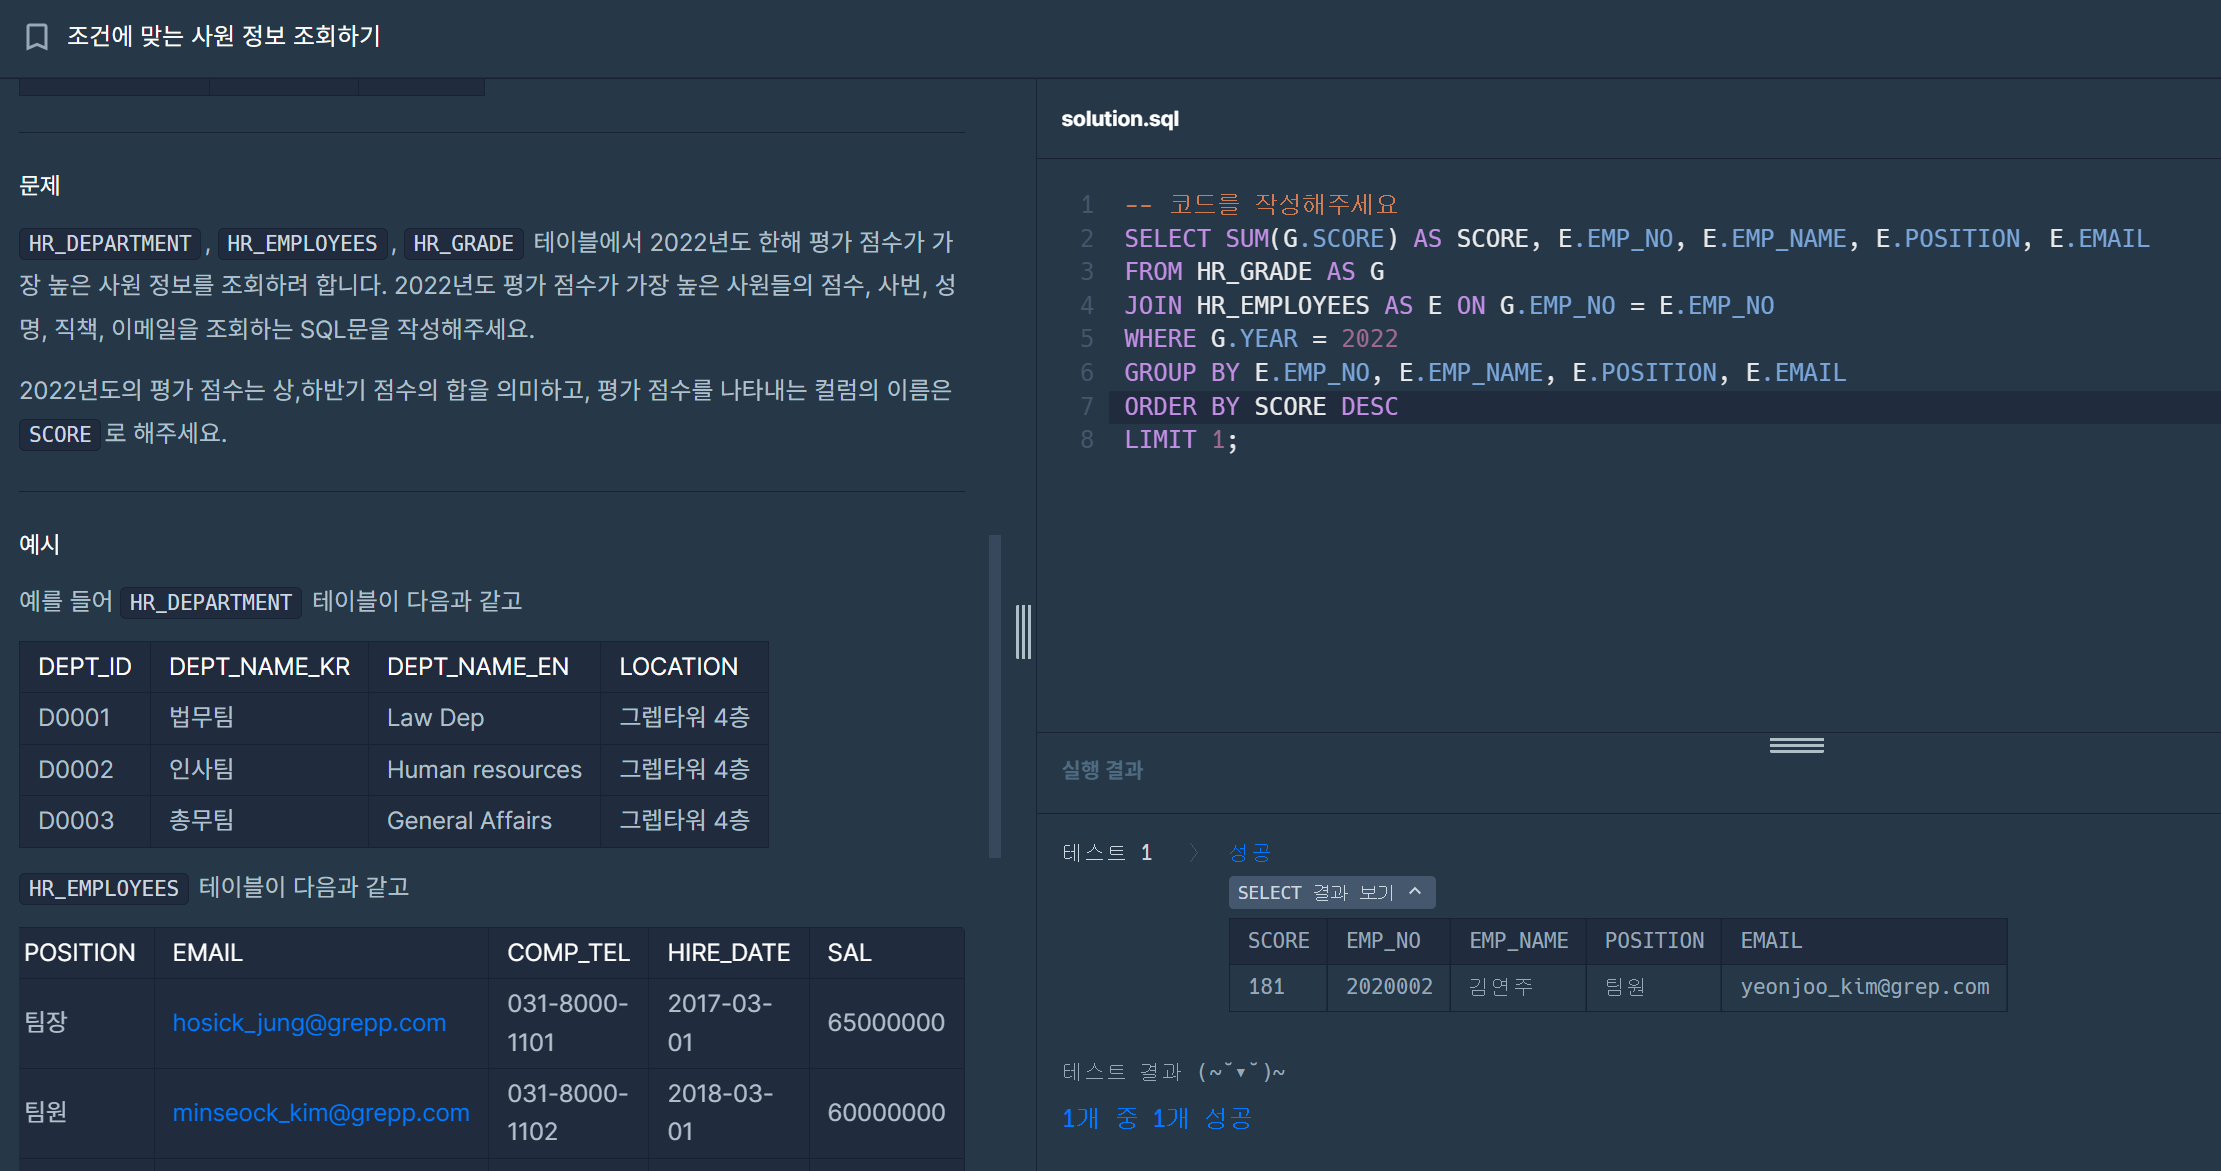 조건에 맞는 사원 정보 조회하기
문제
HR_DEPARTMENT , HR_EMPLOYEES , HR_GRADE 테이블에서 2022년도 한해 평가 점수가 가
장 높은 사원 정보를 조회하려 합니다. 2022년도 평가 점수가 가장 높은 사원들의 점수, 사번, 성
명, 직책, 이메일을 조회하는 SQL문을 작성해주세요.
2022년도의 평가 점수는 상,하반기 점수의 합을 의미하고, 평가 점수를 나타내는 컬럼의 이름은
SCORE 로 해주세요.
예시
예를 들어 HR_DEPARTMENT 테이블이 다음과 같고
DEPT_ID DEPT_NAME_KR DEPT_NAME_EN LOCATION
D0001 법무팀 Law Dep 그렙타워 4층
D0002 인사팀 Human resources 그렙타워 4층
D0003 총무팀 General Affairs 그렙타워 4층
HR_EMPLOYEES 테이블이 다음과 같고
POSITION EMAIL COMP_TEL HIRE_DATE SAL
팀장 hosick_jung@grepp.com 031-8000-1101 2017-03-01 65000000
팀원 minseock_kim@grepp.com 031-8000-1102 2018-03-01 60000000
solution.sql
1 -- 코드를 작성해주세요
2 SELECT SUM(G.SCORE) AS SCORE, E.EMP_NO, E.EMP_NAME, E.POSITION, E.EMAIL
3 FROM HR_GRADE AS G
4 JOIN HR_EMPLOYEES AS E ON G.EMP_NO = E.EMP_NO
5 WHERE G.YEAR = 2022
6 GROUP BY E.EMP_NO, E.EMP_NAME, E.POSITION, E.EMAIL
7 ORDER BY SCORE DESC
8 LIMIT 1;
실행 결과
테스트 1 〉 성공
SELECT 결과 보기
SCORE EMP_NO EMP_NAME POSITION EMAIL
181 2020002 김연주 팀원 yeonjoo_kim@grep.com
테스트 결과 (~˘▾˘)~
1개 중 1개 성공